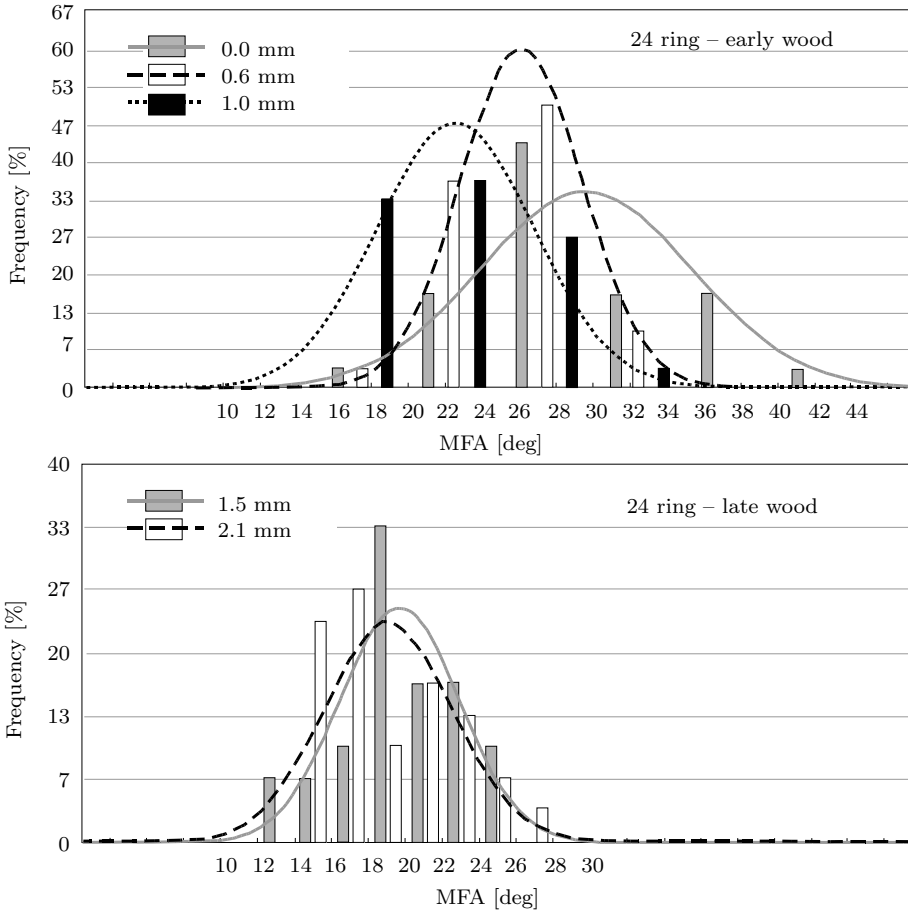 67
60
53
47
40
33
27
20
13
7
0
Frequency [%]
0.0 mm
0.6 mm
1.0 mm
24 ring – early wood
10 12 14 16 18 20 22 24 26 28 30 32 34 36 38 40 42 44
MFA [deg]
40
33
27
20
13
7
0
Frequency [%]
1.5 mm
2.1 mm
24 ring – late wood
10 12 14 16 18 20 22 24 26 28 30
MFA [deg]